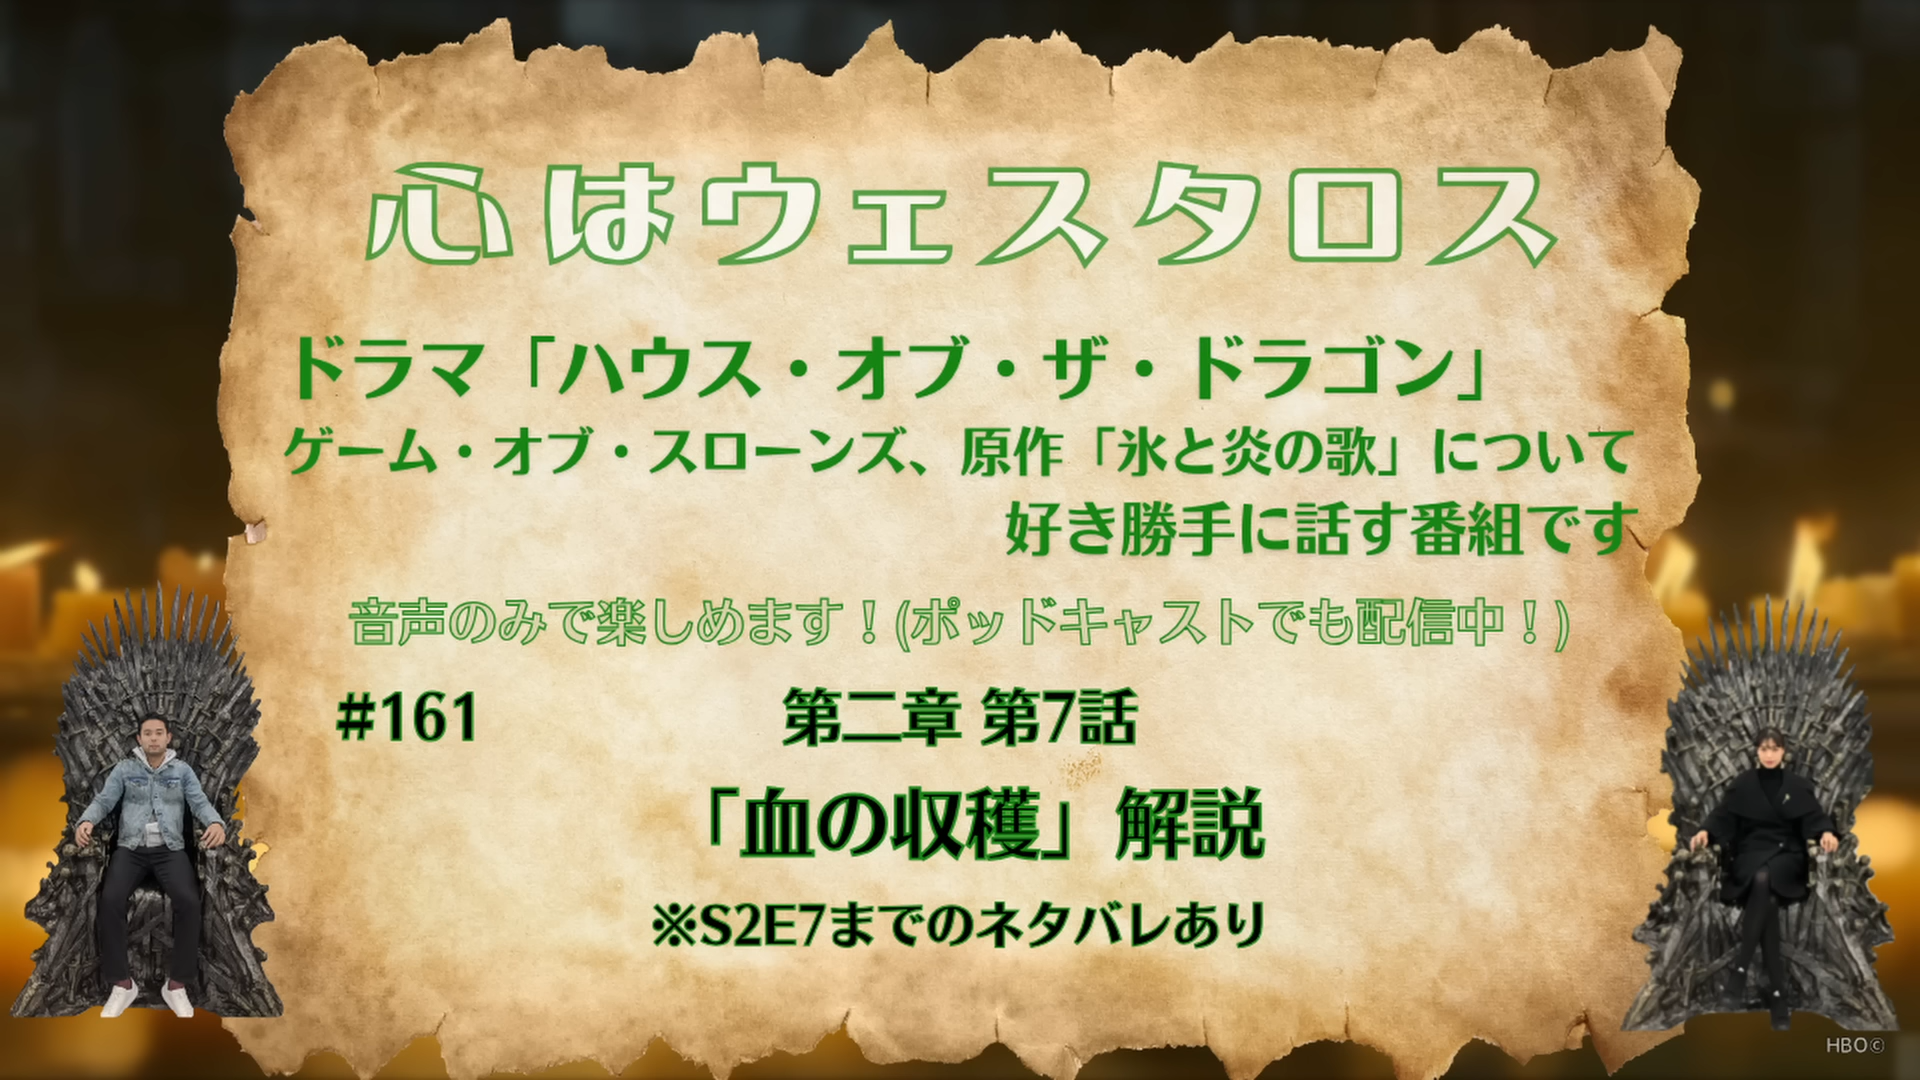 心はウェスタロス
ドラマ「ハウス・オブ・ザ・ドラゴン」
ゲーム・オブ・スローンズ、原作「氷と炎の歌」について
好き勝手に話す番組です
音声のみで楽しめます！(ポッドキャストでも配信中！)
#161 第二章 第7話
「血の収穫」解説
※S2E7までのネタバレあり
HBO©